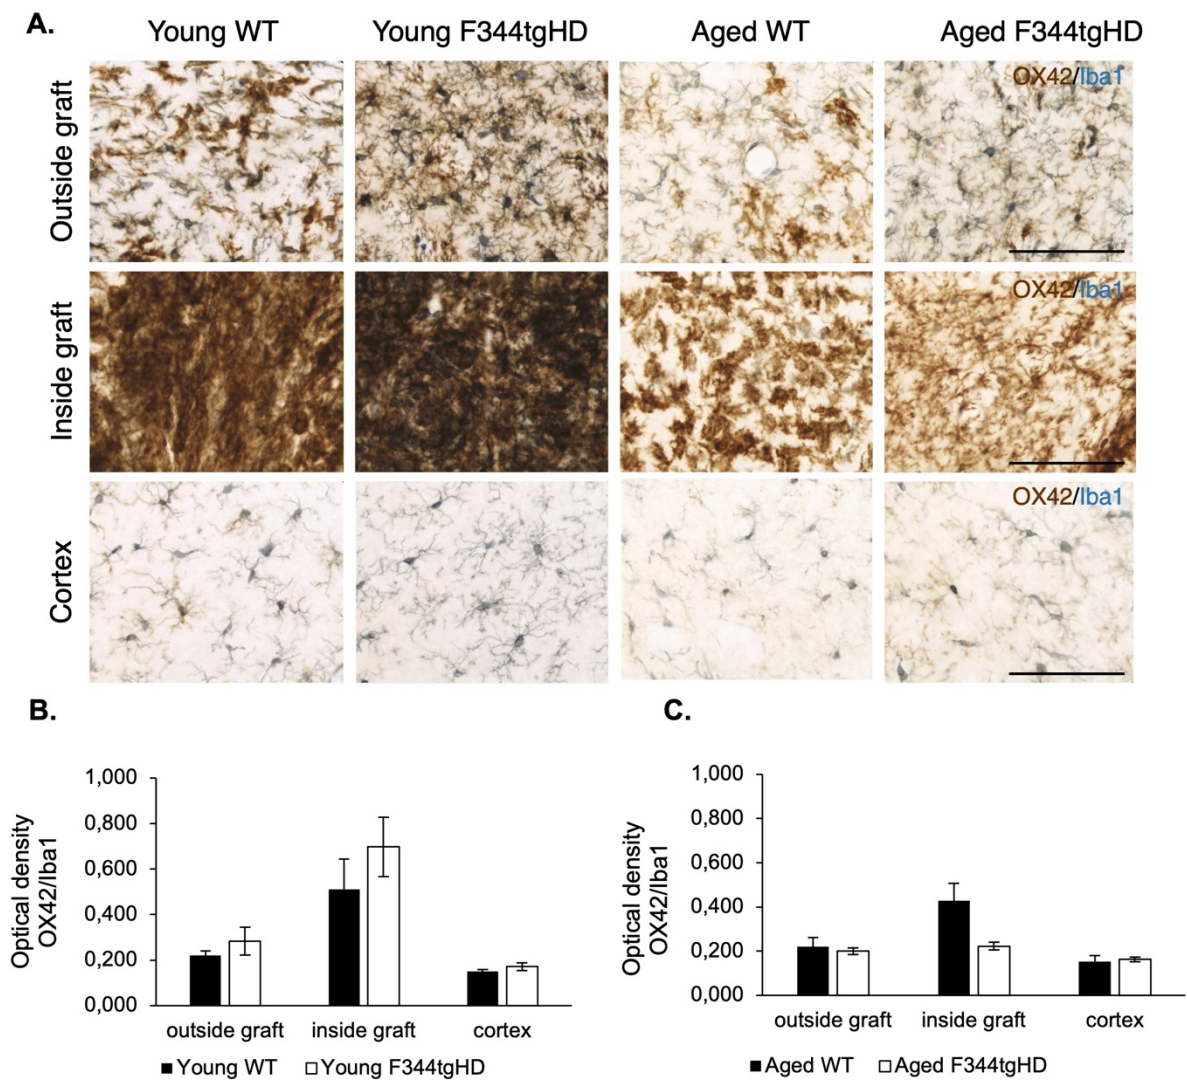 A.
Young WT
Young F344tgHD
Aged WT
Aged F344tgHD
Outside graft
OX42/Iba1
Inside graft
OX42/Iba1
Cortex
OX42/Iba1
B.
Optical density
OX42/Iba1
1,000
0,800
0,600
0,400
0,200
0,000
outside graft
inside graft
cortex
Young WT
Young F344tgHD
C.
Optical density
OX42/Iba1
1,000
0,800
0,600
0,400
0,200
0,000
outside graft
inside graft
cortex
Aged WT
Aged F344tgHD